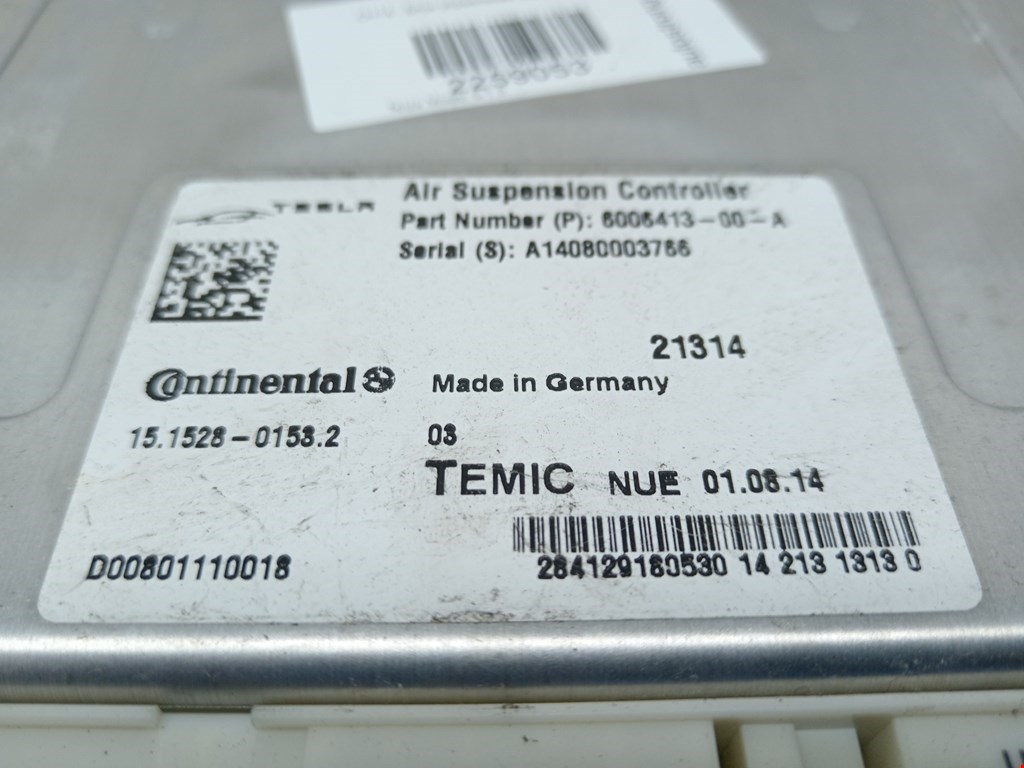 2259053
TESLA
Air Suspension Controller
Part Number (P): 6006413-00-A
Serial (S): A14080003766
21314
Continental
Made in Germany
15.1528-0153.2
03
TEMIC NUE 01.08.14
D00801110018
284129160530 14 213 1313 0